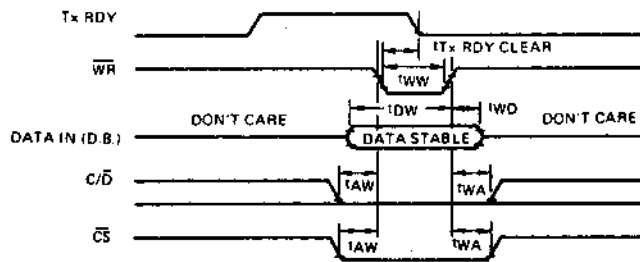 Tx RDY
tTx RDY CLEAR
WR
tWW
tDW tWD
DON'T CARE DON'T CARE
DATA IN (D.B.) DATA STABLE
C/D tAW tWA
CS tAW tWA